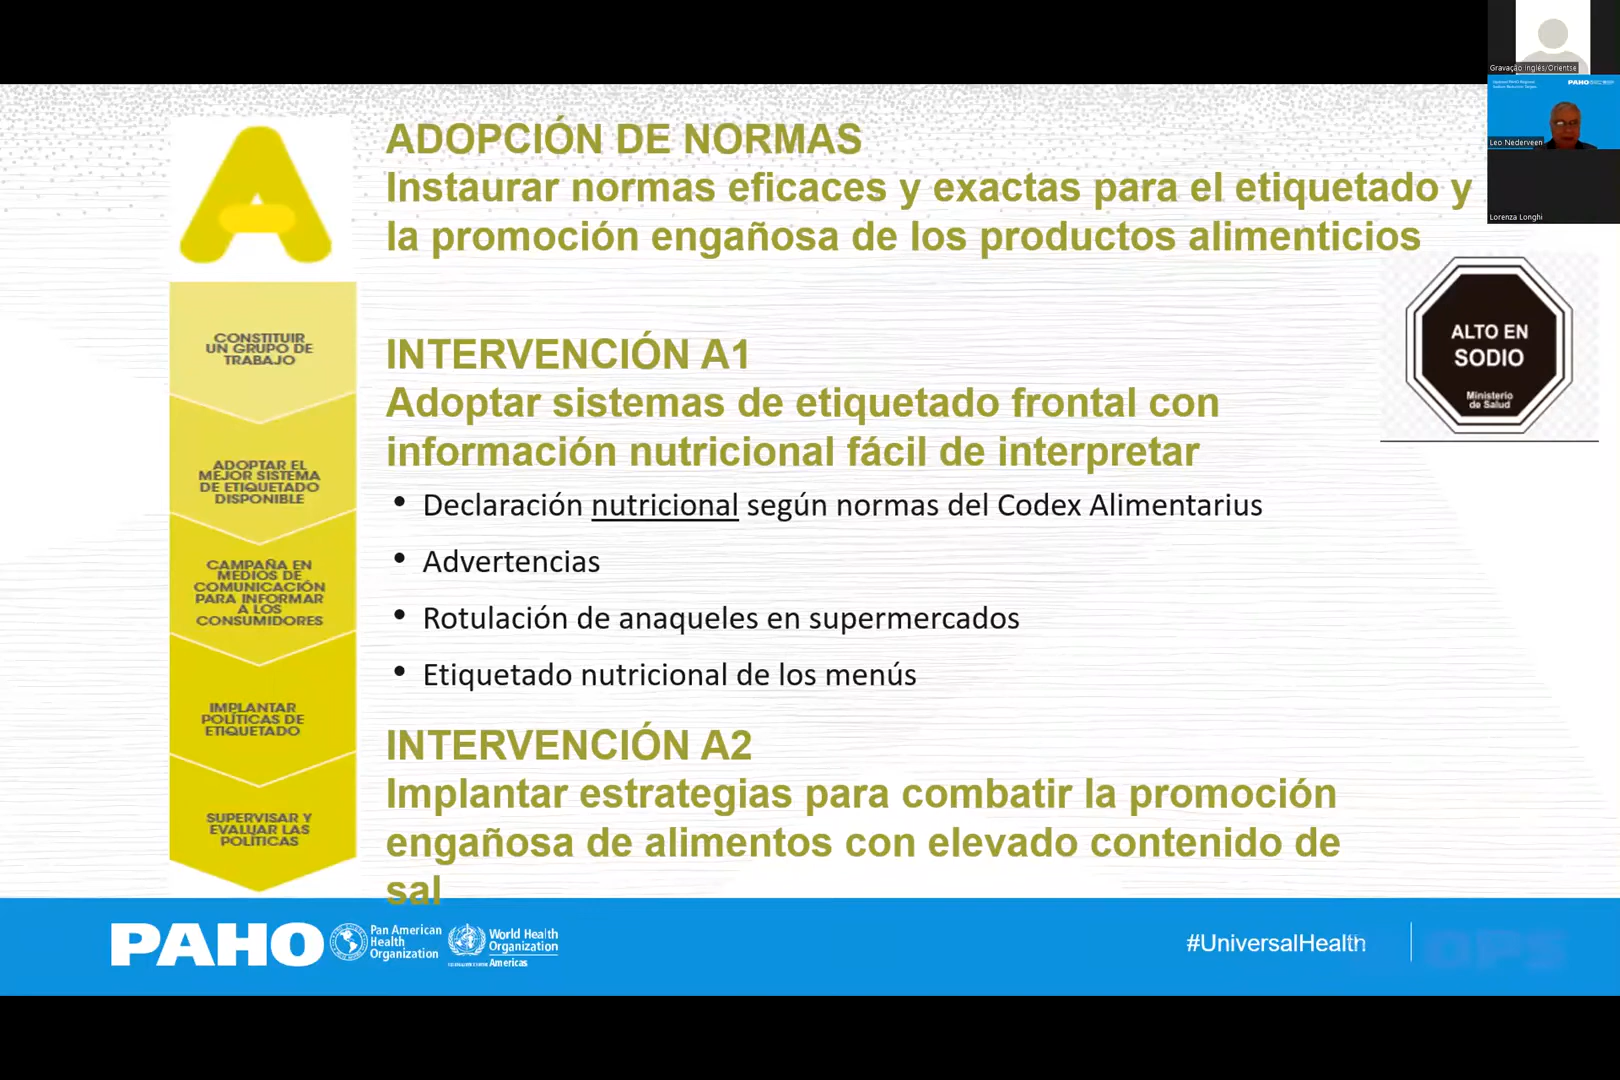 Gravação Inglés/Orientse
PAHO
Leo Nederveen
Lorenza Longhi
ADOPCIÓN DE NORMAS
Instaurar normas eficaces y exactas para el etiquetado y
la promoción engañosa de los productos alimenticios
ALTO EN
SODIO
Ministerio
de Salud
CONSTITUIR
UN GRUPO DE
TRABAJO
ADOPTAR EL
MEJOR SISTEMA
DE ETIQUETADO
DISPONIBLE
CAMPAÑA EN
MEDIOS DE
COMUNICACIÓN
PARA INFORMAR
A LOS
CONSUMIDORES
IMPLANTAR
POLÍTICAS DE
ETIQUETADO
SUPERVISAR Y
EVALUAR LAS
POLÍTICAS
INTERVENCIÓN A1
Adoptar sistemas de etiquetado frontal con
información nutricional fácil de interpretar
• Declaración nutricional según normas del Codex Alimentarius
• Advertencias
• Rotulación de anaqueles en supermercados
• Etiquetado nutricional de los menús
INTERVENCIÓN A2
Implantar estrategias para combatir la promoción
engañosa de alimentos con elevado contenido de
sal
PAHO
Pan American
Health
Organization
World Health
Organization
Americas
#UniversalHealth
OPS